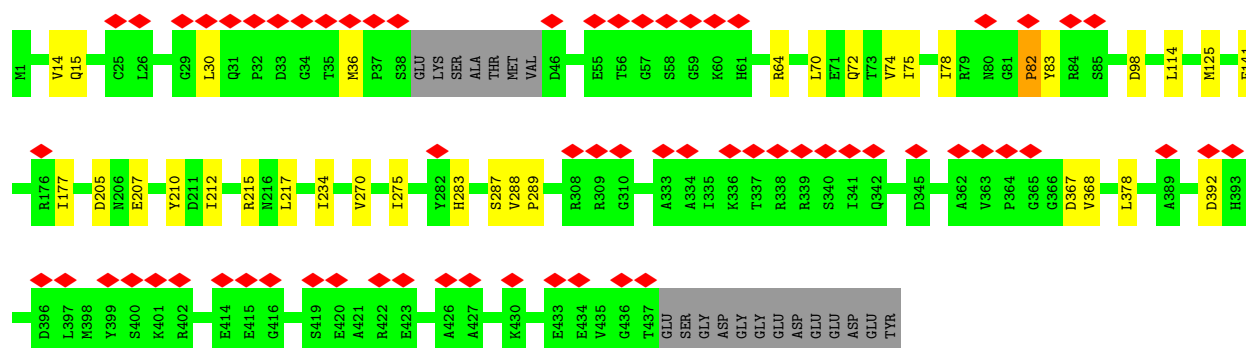 M1 V14 Q15 C25 L26 G29 L30 Q31 P32 D33 G34 T35 M36 P37 S38 GLU LYS SER ALA THR MET VAL D46 E55 T56 G57 S58 G59 K60 H61 R64 L70 E71 Q72 T73 V74 I75 I78 R79 N80 G81 P82 Y83 R84 S85 D98 L114 M125
R176 I177 D205 N206 E207 Y210 D211 I212 R215 N216 L217 I234 V270 I275 Y282 H283 S287 V288 P289 R308 R309 G310 A333 A334 I335 K336 T337 R338 R339 S340 I341 Q342 D345 A362 V363 P364 G365 G366 D367 V368 L378 A389 D392 H393
D396 L397 M398 Y399 S400 K401 R402 E414 E415 G416 S419 E420 A421 R422 E423 A426 A427 K430 E433 E434 V435 G436 T437 GLU SER GLY ASP GLY GLY GLU ASP GLU GLU ASP GLU TYR